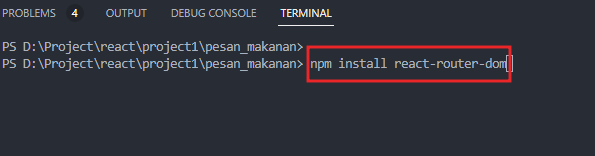 PROBLEMS 4 OUTPUT DEBUG CONSOLE TERMINAL
PS D:\Project\react\project1\pesan_makanan>
PS D:\Project\react\project1\pesan_makanan> npm install react-router-dom